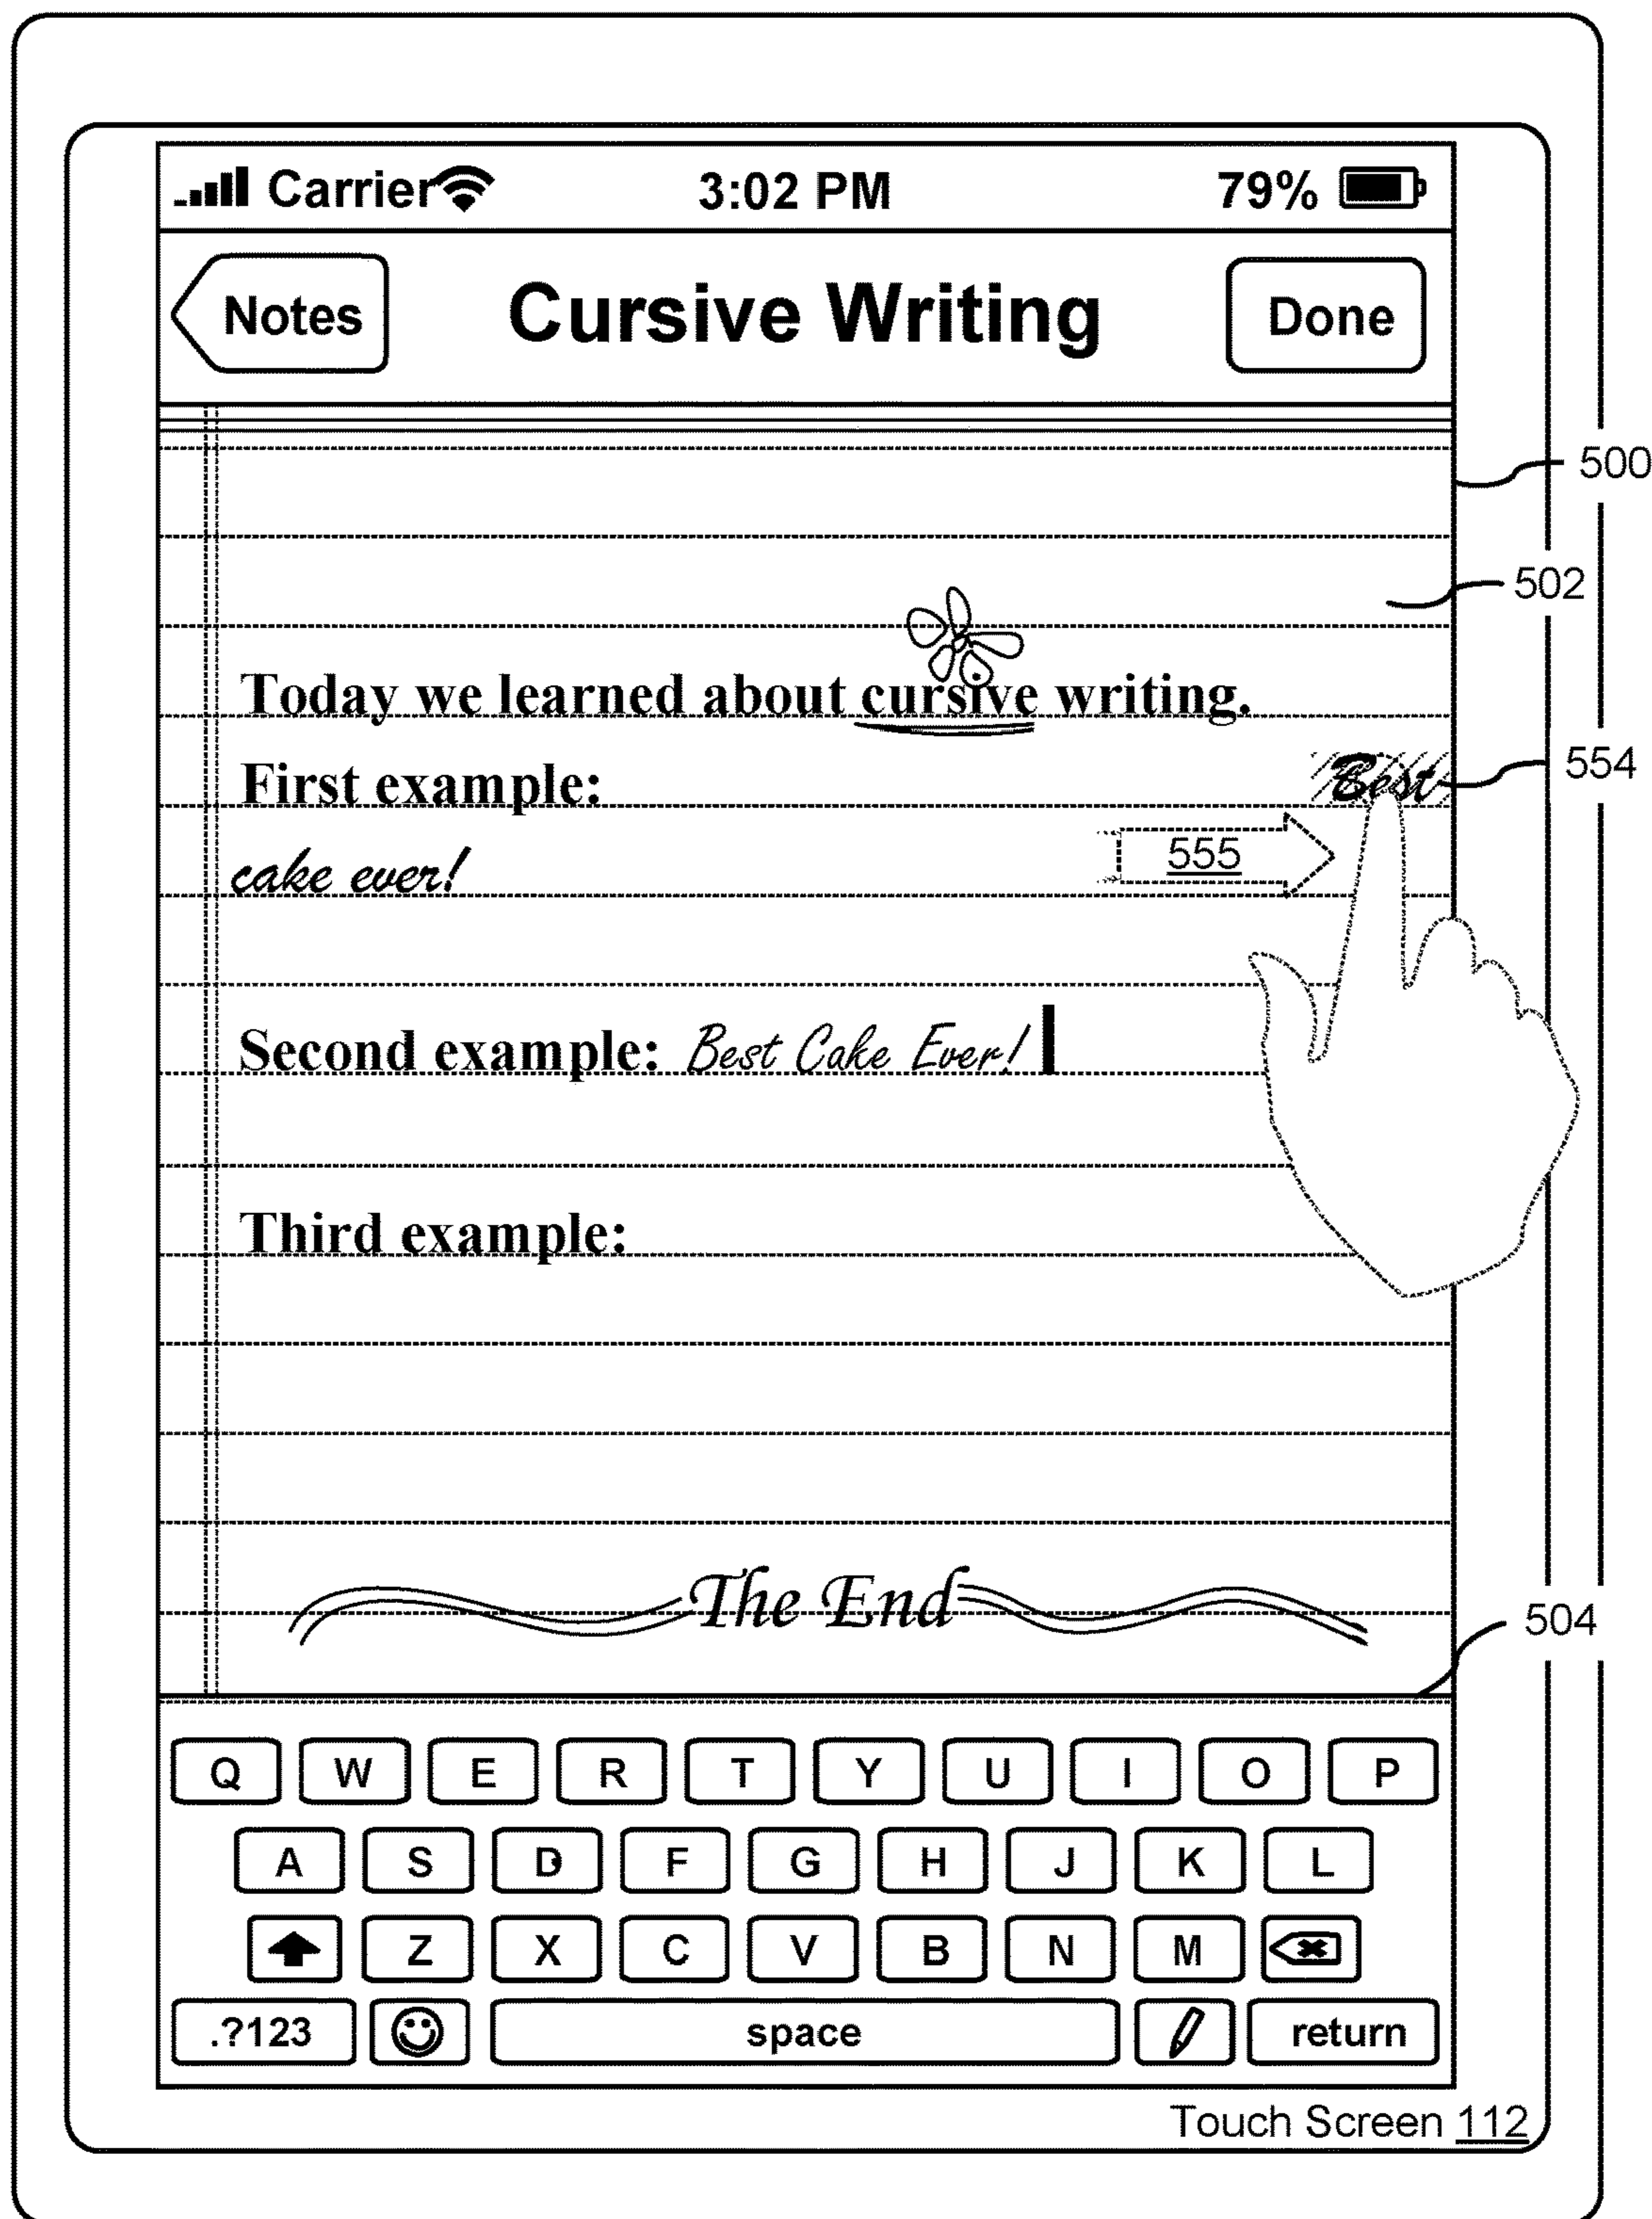 Carrier 3:02 PM 79%
Notes Cursive Writing Done
500
502
Today we learned about cursive writing.
First example: Best 554
cake ever! 555
Second example: Best Cake Ever!
Third example:
The End
504
Q W E R T Y U I O P
A S D F G H J K L
Z X C V B N M
.?123 space return
Touch Screen 112